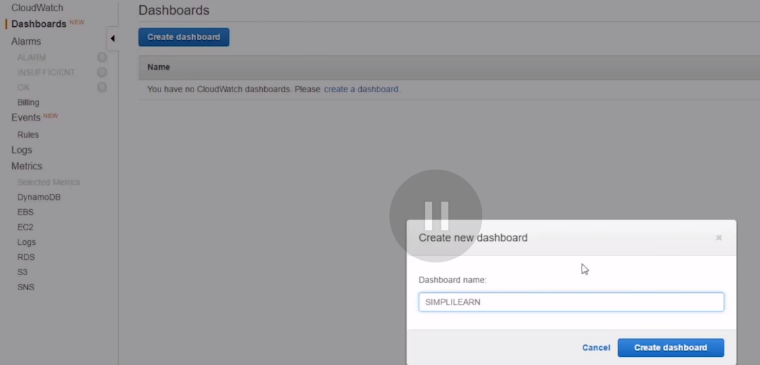 CloudWatch
Dashboards NEW
Alarms
ALARM 0
INSUFFICIENT 0
OK 0
Billing
Events NEW
Rules
Logs
Metrics
Selected Metrics
DynamoDB
EBS
EC2
Logs
RDS
S3
SNS
Dashboards
Create dashboard
Name
You have no CloudWatch dashboards. Please create a dashboard.
Create new dashboard
Dashboard name:
SIMPLILEARN
Cancel Create dashboard